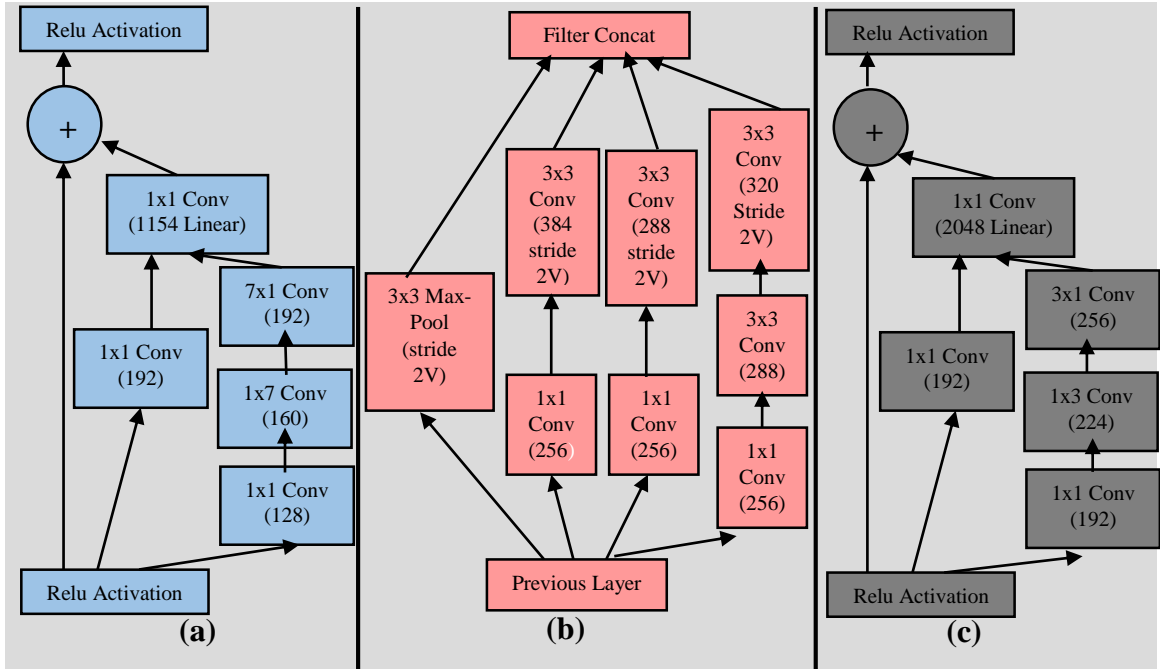 Relu Activation
+
1x1 Conv
(1154 Linear)
7x1 Conv
(192)
1x1 Conv
(192)
1x7 Conv
(160)
1x1 Conv
(128)
Relu Activation
(a)
Filter Concat
3x3 Max-
Pool
(stride
2V)
3x3
Conv
(384
stride
2V)
1x1
Conv
(256)
3x3
Conv
(288
stride
2V)
1x1
Conv
(256)
3x3
Conv
(320
Stride
2V)
3x3
Conv
(288)
1x1
Conv
(256)
Previous Layer
(b)
Relu Activation
+
1x1 Conv
(2048 Linear)
3x1 Conv
(256)
1x1 Conv
(192)
1x3 Conv
(224)
1x1 Conv
(192)
Relu Activation
(c)